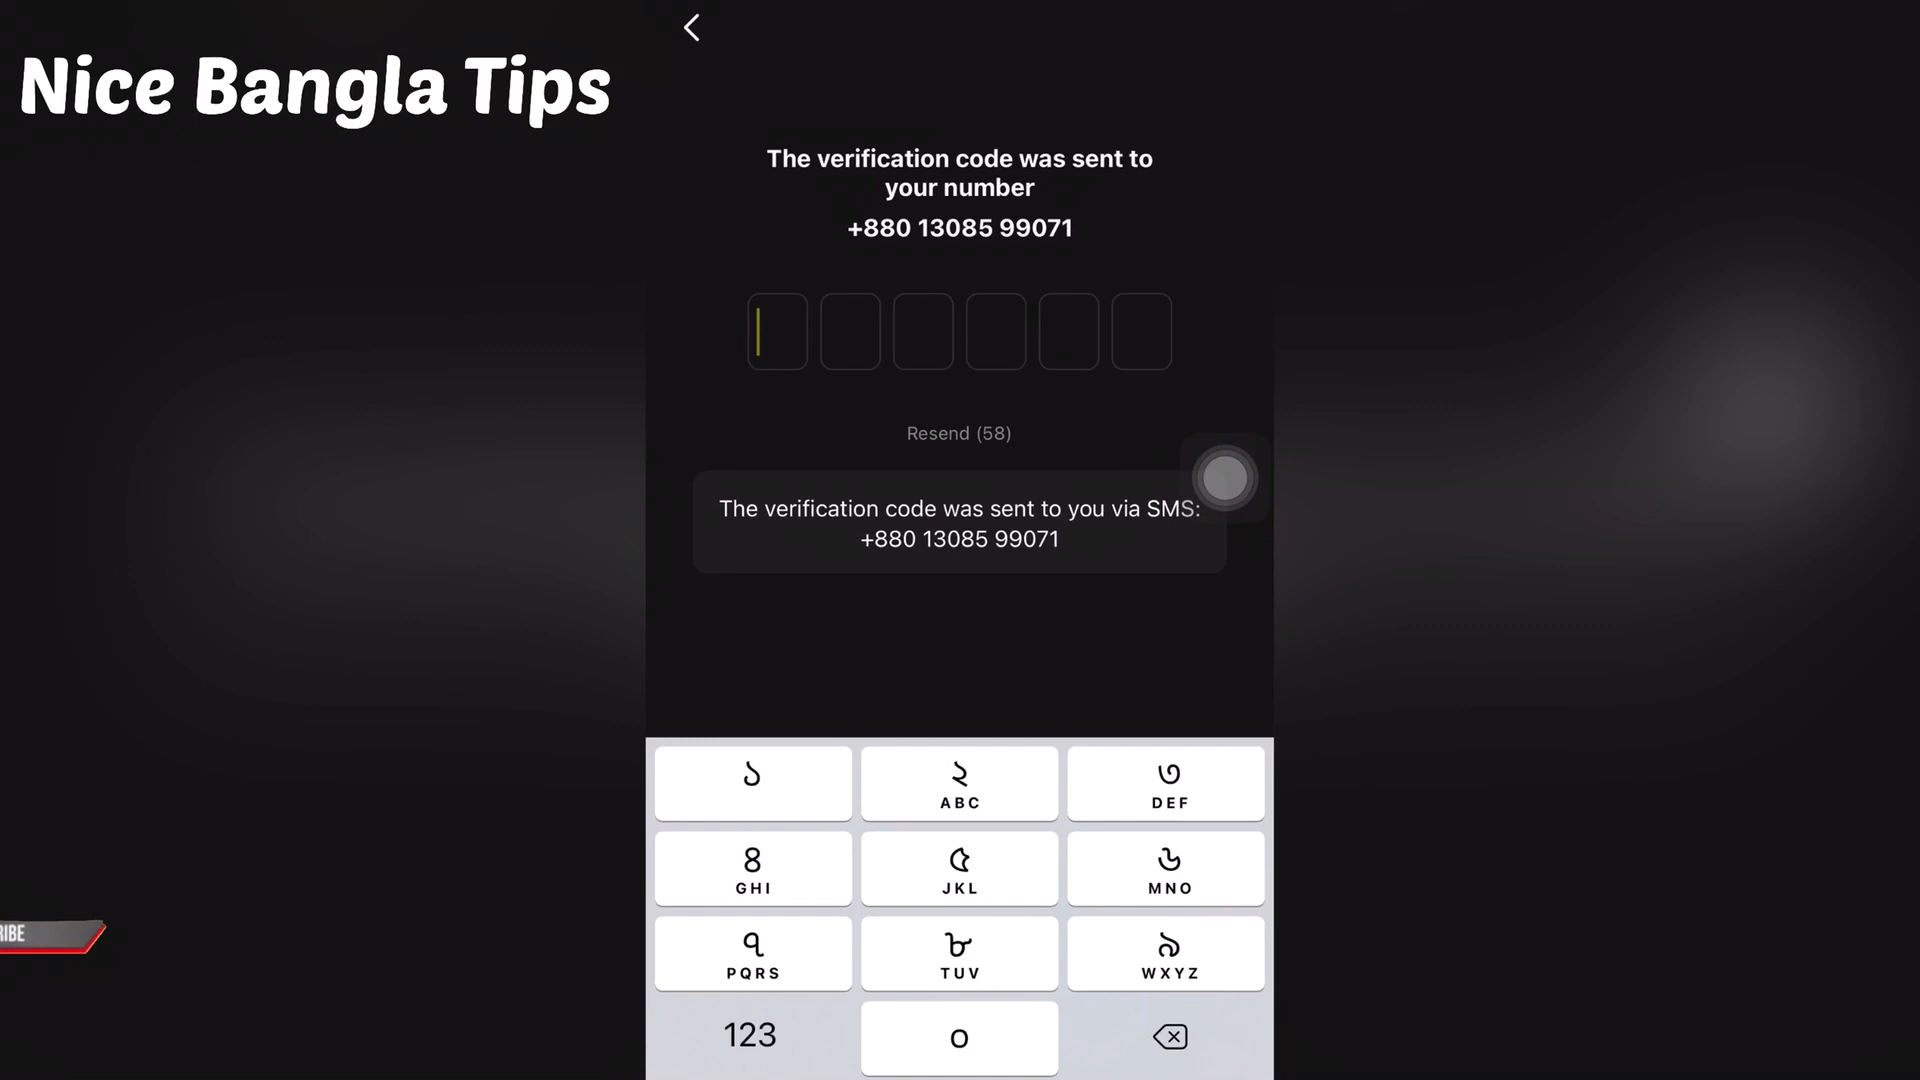 Nice Bangla Tips
The verification code was sent to
your number
+880 13085 99071
Resend (58)
The verification code was sent to you via SMS:
+880 13085 99071
১
২
ABC
৩
DEF
৪
GHI
৫
JKL
৬
MNO
৭
PQRS
৮
TUV
৯
WXYZ
RIBE
123
০